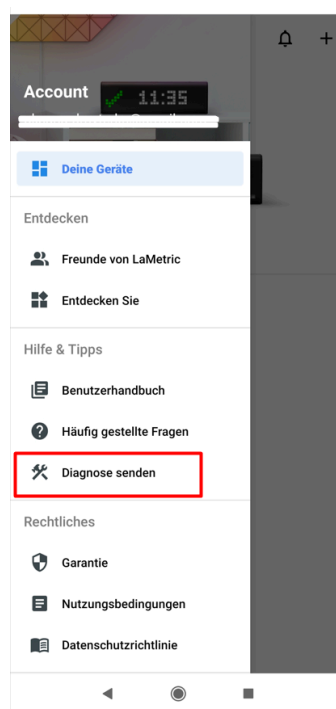 Account
11:35
Deine Geräte
Entdecken
Freunde von LaMetric
Entdecken Sie
Hilfe & Tipps
Benutzerhandbuch
Häufig gestellte Fragen
Diagnose senden
Rechtliches
Garantie
Nutzungsbedingungen
Datenschutzrichtlinie